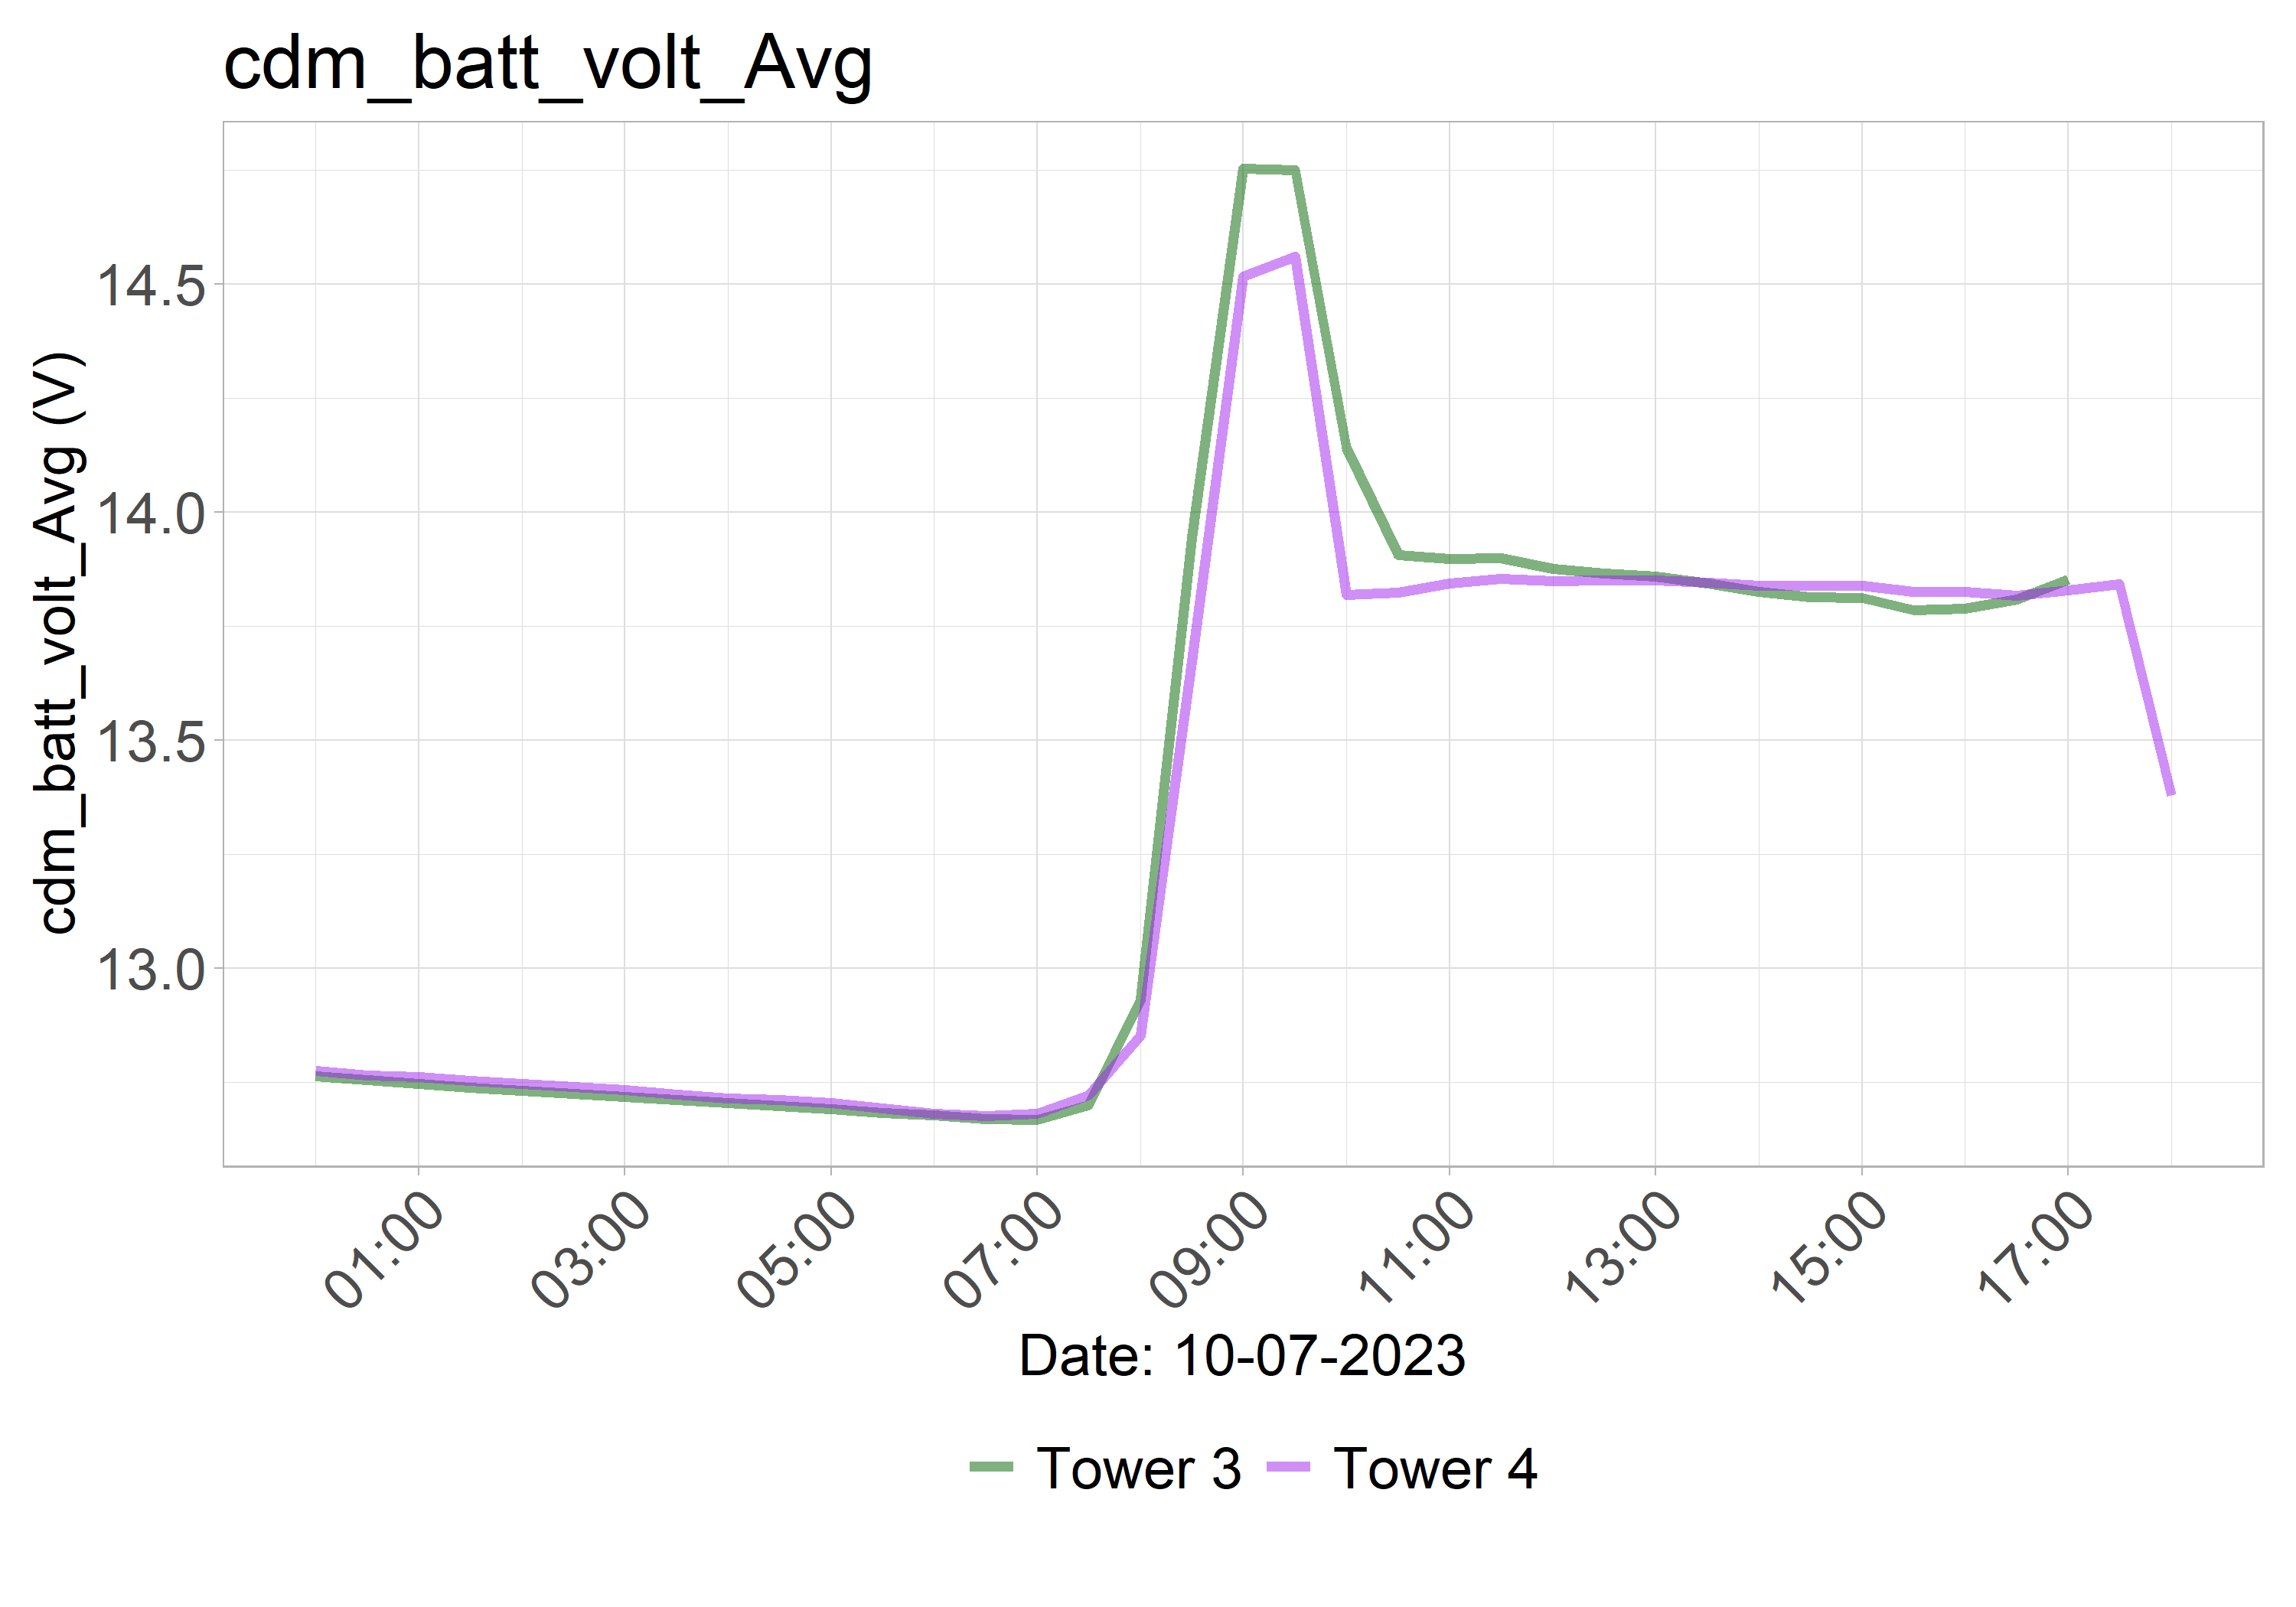 cdm_batt_volt_Avg
cdm_batt_volt_Avg (V)
14.5
14.0
13.5
13.0
01:00
03:00
05:00
07:00
09:00
11:00
13:00
15:00
17:00
Date: 10-07-2023
Tower 3
Tower 4